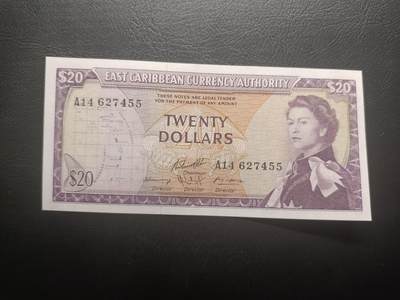 $20 EAST CARIBBEAN CURRENCY AUTHORITY $20
THESE NOTES ARE LEGAL TENDER
FOR THE PAYMENT OF ANY AMOUNT
A14 627455
TWENTY
DOLLARS
A14 627455
Chairman
$20
Director Director Director